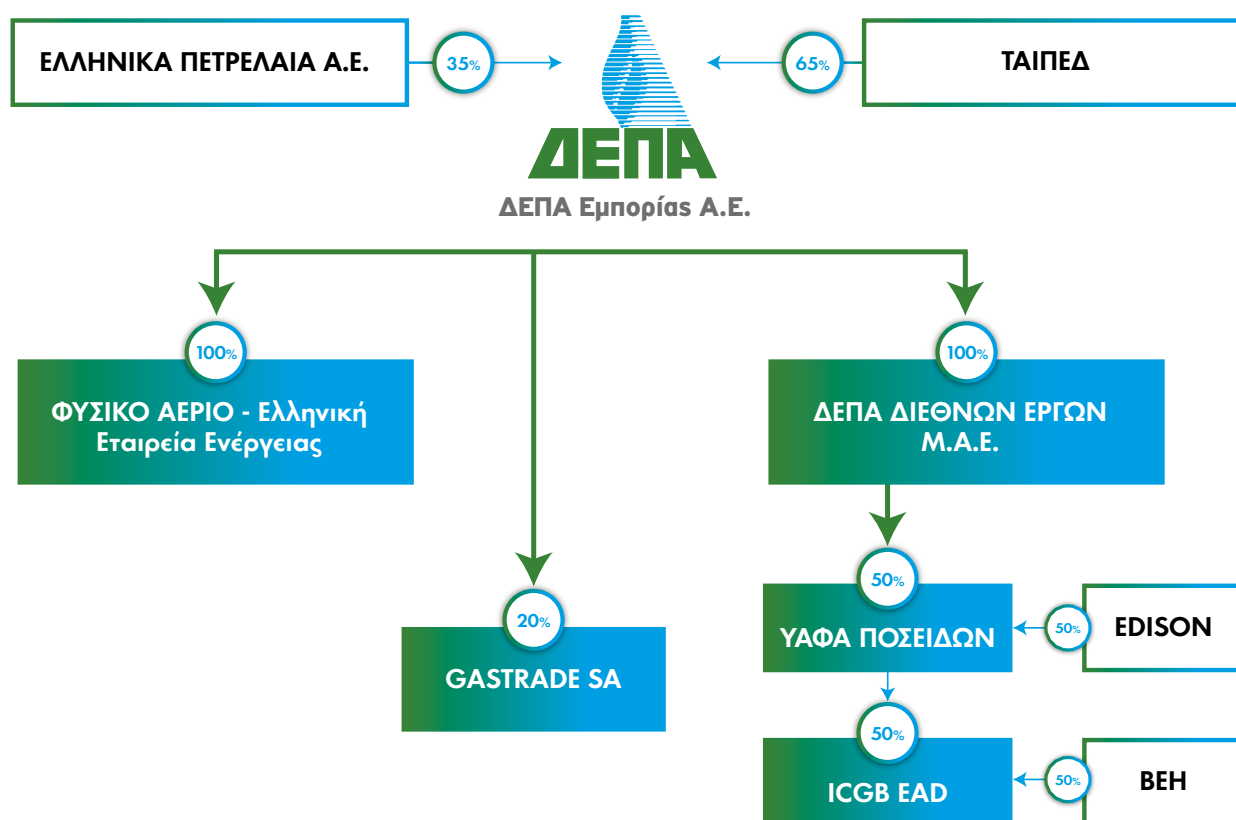 ΕΛΛΗΝΙΚΑ ΠΕΤΡΕΛΑΙΑ Α.Ε.
35%
65%
ΤΑΙΠΕΔ
ΔΕΠΑ
ΔΕΠΑ Εμπορίας Α.Ε.
100%
100%
ΦΥΣΙΚΟ ΑΕΡΙΟ - Ελληνική
Εταιρεία Ενέργειας
ΔΕΠΑ ΔΙΕΘΝΩΝ ΕΡΓΩΝ
Μ.Α.Ε.
50%
20%
GASTRADE SA
ΥΑΦΑ ΠΟΣΕΙΔΩΝ
50%
EDISON
50%
ICGB EAD
50%
BEH